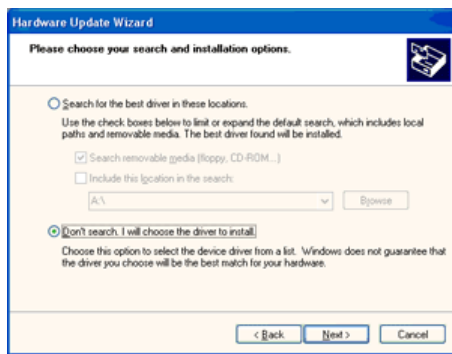 Hardware Update Wizard
Please choose your search and installation options.
Search for the best driver in these locations.
Use the check boxes below to limit or expand the default search, which includes local
paths and removable media. The best driver found will be installed.
Search removable media (floppy, CD-ROM...)
Include this location in the search:
A:\
Browse
Don't search. I will choose the driver to install.
Choose this option to select the device driver from a list. Windows does not guarantee that
the driver you choose will be the best match for your hardware.
< Back
Next >
Cancel